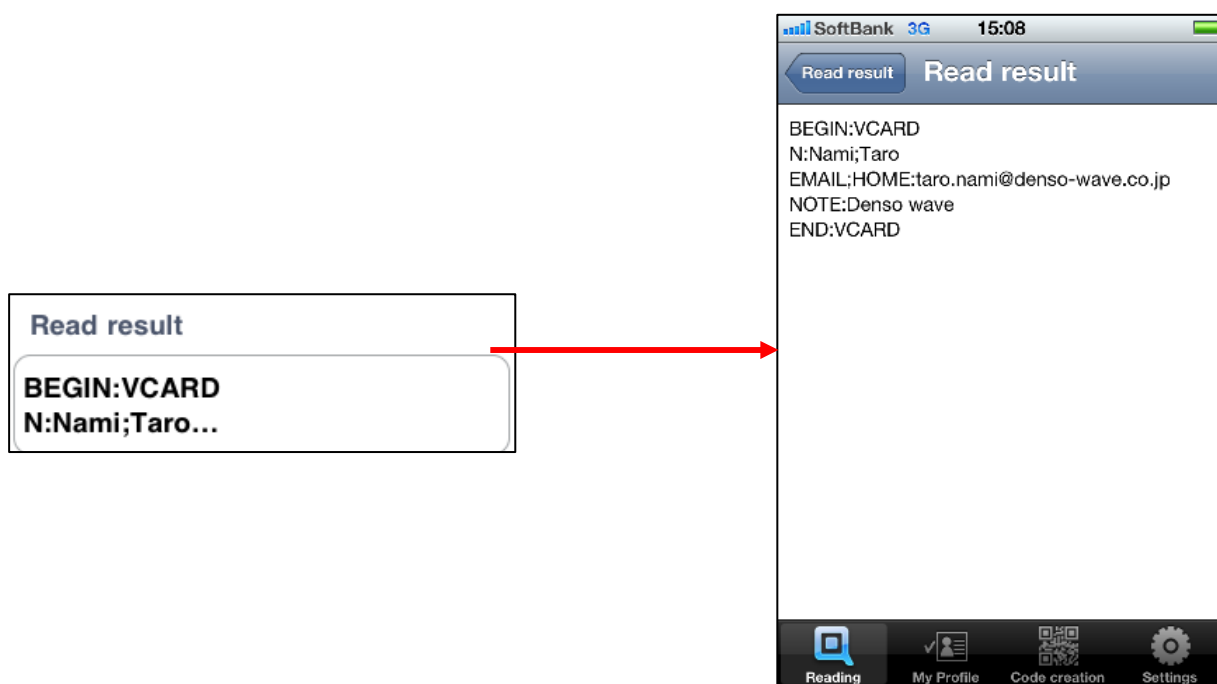 Read result
BEGIN:VCARD
N:Nami;Taro...
SoftBank 3G 15:08
Read result Read result
BEGIN:VCARD
N:Nami;Taro
EMAIL;HOME:taro.nami@denso-wave.co.jp
NOTE:Denso wave
END:VCARD
Reading My Profile Code creation Settings